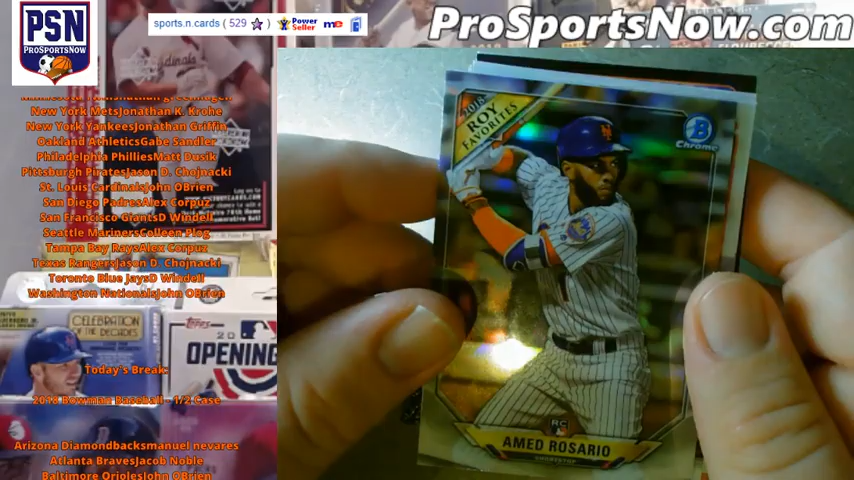 PSN
PROSPORTSNOW
sports.n.cards (529
Power
Seller
me
ProSportsNow.com
New York MetsJonathan K. Krohe
New York YankeesJonathan Griffin
Oakland AthleticsGabe Sandler
Philadelphia PhilliesMatt Dusik
Pittsburgh PiratesJason D. Chojnacki
St. Louis CardinalsJohn OBrien
San Diego PadresAlex Corpuz
San Francisco GiantsD Windell
Seattle MarinersColleen Plog
Tampa Bay RaysAlex Corpuz
Texas RangersJason D. Chojnacki
Toronto Blue JaysD Windell
Washington NationalsJohn OBrien
CELEBRATION
OF THE DECADES
Topps
OPENING
Today's Break:
2018 Bowman Baseball - 1/2 Case
Arizona Diamondbacksmanuel nevares
Atlanta BravesJacob Noble
Baltimore OriolesJohn OBrien
2018
ROY
FAVORITES
B
Chrome
RC
AMED ROSARIO
SHORTSTOP